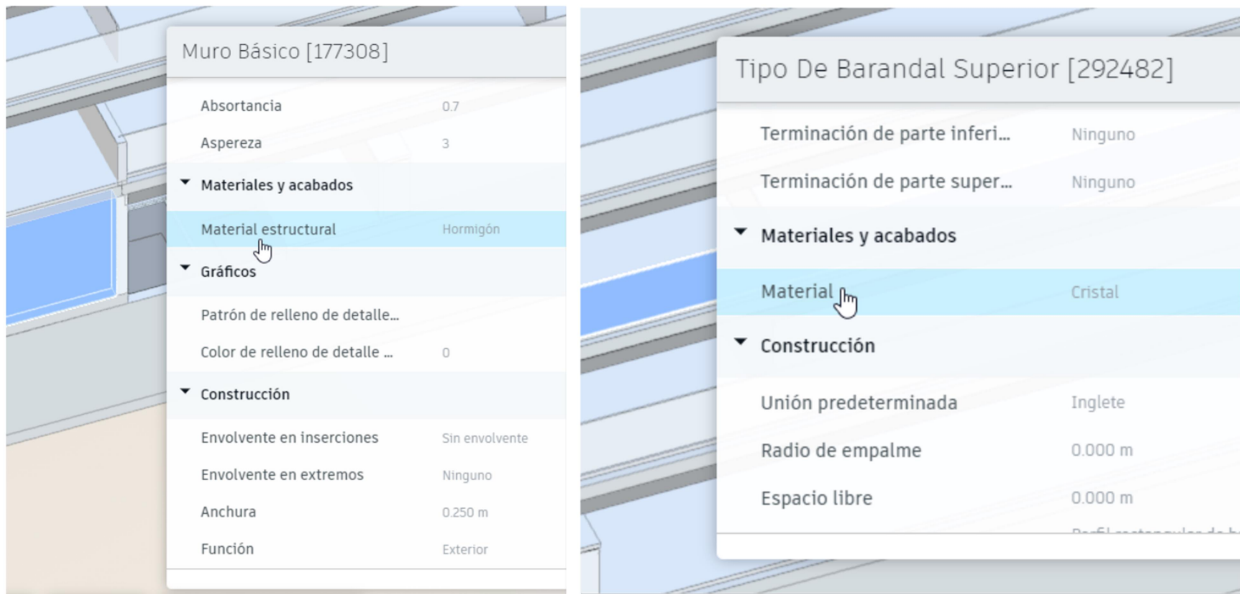 Muro Básico [177308]
Absortancia 0.7
Aspereza 3
Materiales y acabados
Material estructural Hormigón
Gráficos
Patrón de relleno de detalle...
Color de relleno de detalle ... 0
Construcción
Envolvente en inserciones Sin envolvente
Envolvente en extremos Ninguno
Anchura 0.250 m
Función Exterior
Tipo De Barandal Superior [292482]
Terminación de parte inferi... Ninguno
Terminación de parte super... Ninguno
Materiales y acabados
Material Cristal
Construcción
Unión predeterminada Inglete
Radio de empalme 0.000 m
Espacio libre 0.000 m